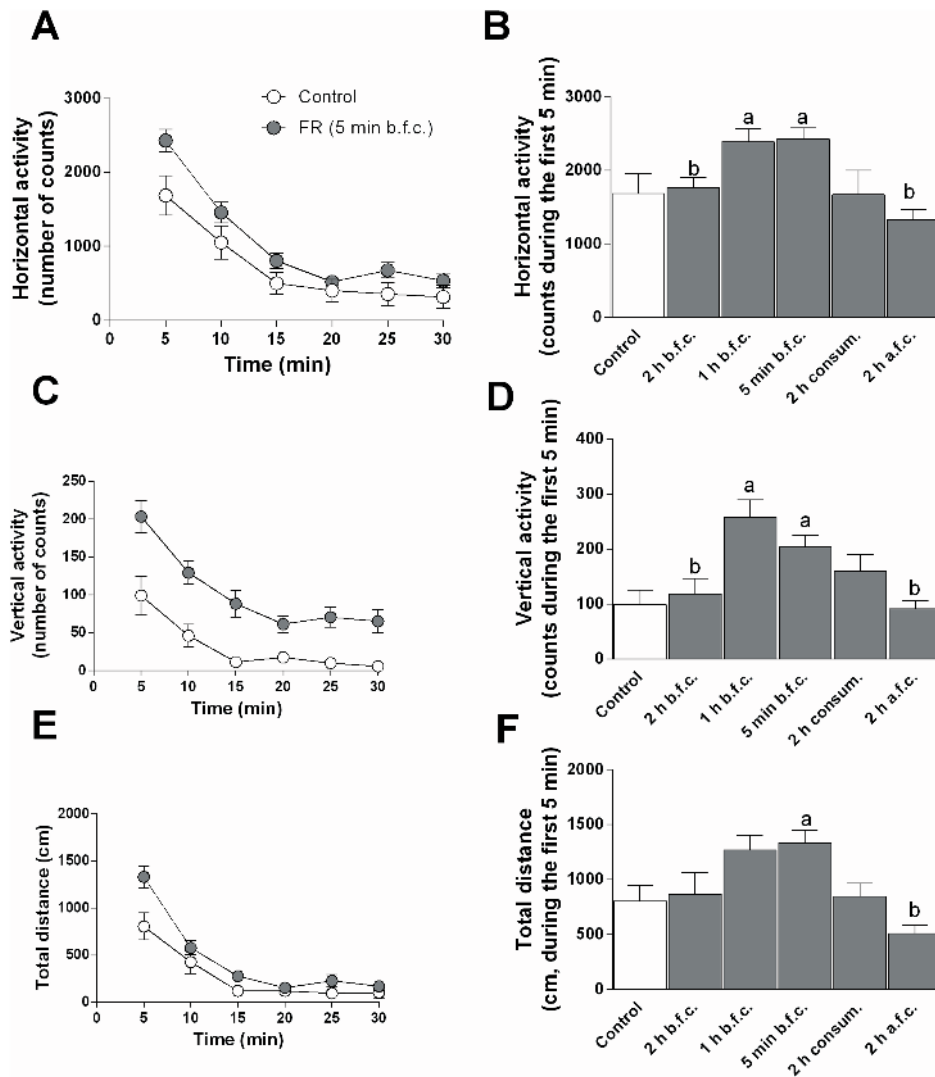 A
Control
FR (5 min b.f.c.)
3000
2000
1000
0
Horizontal activity
(number of counts)
0 5 10 15 20 25 30
Time (min)
B
3000
2000
1000
0
Horizontal activity
(counts during the first 5 min)
b a a b
Control 2 h b.f.c. 1 h b.f.c. 5 min b.f.c. 2 h consum. 2 h a.f.c.
C
250
200
150
100
50
0
Vertical activity
(number of counts)
0 5 10 15 20 25 30
Time (min)
D
400
300
200
100
0
Vertical activity
(counts during the first 5 min)
b a a b
Control 2 h b.f.c. 1 h b.f.c. 5 min b.f.c. 2 h consum. 2 h a.f.c.
E
2000
1500
1000
500
0
Total distance (cm)
0 5 10 15 20 25 30
Time (min)
F
2000
1500
1000
500
0
Total distance
(cm, during the first 5 min)
a b
Control 2 h b.f.c. 1 h b.f.c. 5 min b.f.c. 2 h consum. 2 h a.f.c.